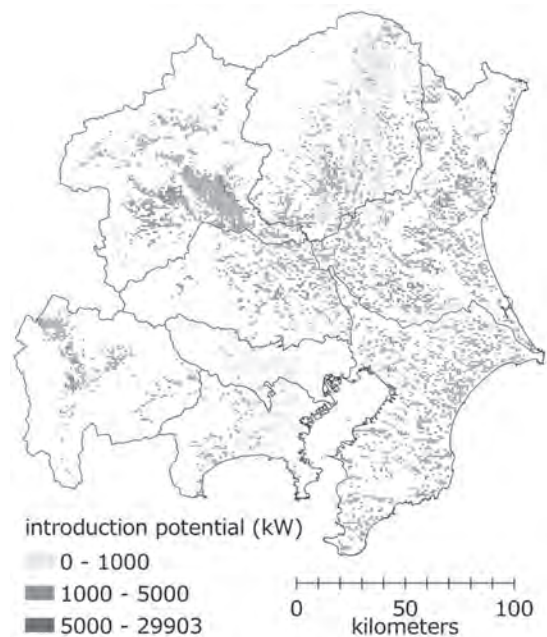 introduction potential (kW)
0 - 1000
1000 - 5000
5000 - 29903
0 50 100
kilometers